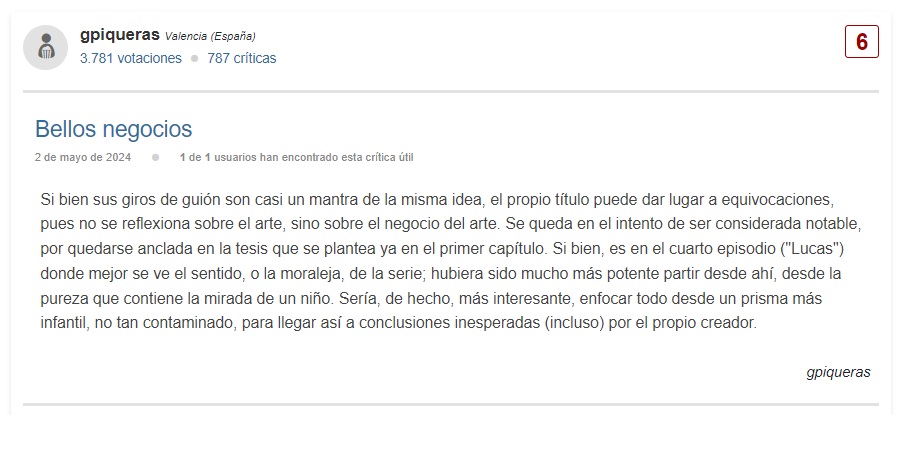 gpiqueras Valencia (España)
6
3.781 votaciones 787 críticas
Bellos negocios
2 de mayo de 2024 1 de 1 usuarios han encontrado esta crítica útil
Si bien sus giros de guión son casi un mantra de la misma idea, el propio título puede dar lugar a equivocaciones,
pues no se reflexiona sobre el arte, sino sobre el negocio del arte. Se queda en el intento de ser considerada notable,
por quedarse anclada en la tesis que se plantea ya en el primer capítulo. Si bien, es en el cuarto episodio ("Lucas")
donde mejor se ve el sentido, o la moraleja, de la serie; hubiera sido mucho más potente partir desde ahí, desde la
pureza que contiene la mirada de un niño. Sería, de hecho, más interesante, enfocar todo desde un prisma más
infantil, no tan contaminado, para llegar así a conclusiones inesperadas (incluso) por el propio creador.
gpiqueras